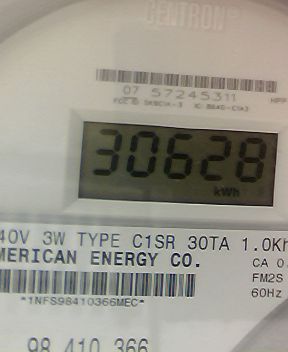 CENTRON®
07 57245311
30628
kWh
40V 3W TYPE C1SR 30TA 1.0Kh
MERICAN ENERGY CO.
CA 0.
FM2S
60Hz
*1NFS98410366MEC*
98 410 366